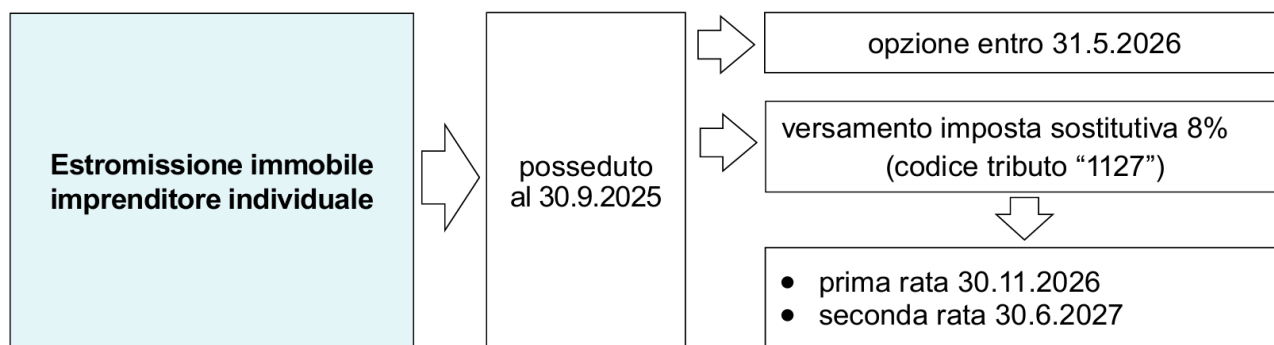 Estromissione immobile
imprenditore individuale
posseduto
al 30.9.2025
opzione entro 31.5.2026
versamento imposta sostitutiva 8%
(codice tributo “1127”)
● prima rata 30.11.2026
● seconda rata 30.6.2027